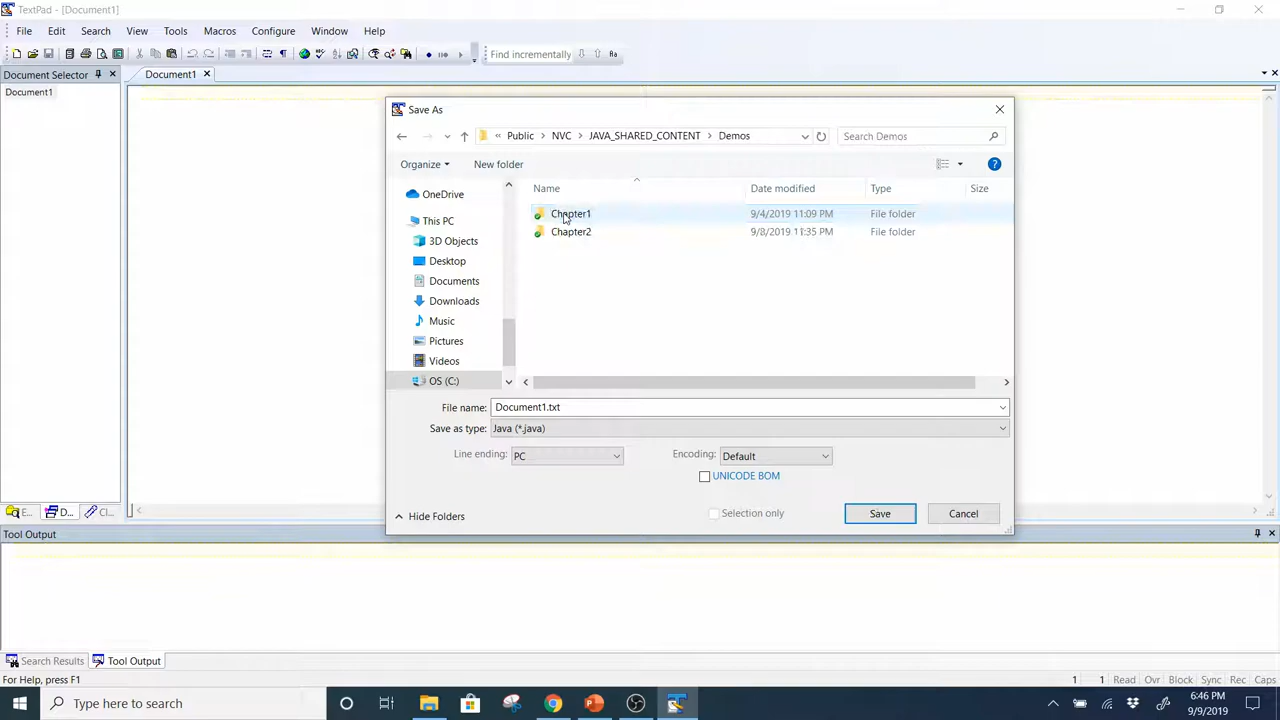 TextPad - [Document1]
File Edit Search View Tools Macros Configure Window Help
Find incrementally
Document Selector
Document1
Document1
Save As
« Public > NVC > JAVA_SHARED_CONTENT > Demos
Search Demos
Organize
New folder
Name Date modified Type Size
Chapter1 9/4/2019 11:09 PM File folder
Chapter2 9/8/2019 11:35 PM File folder
OneDrive
This PC
3D Objects
Desktop
Documents
Downloads
Music
Pictures
Videos
OS (C:)
File name: Document1.txt
Save as type: Java (*.java)
Line ending: PC
Encoding: Default
UNICODE BOM
Hide Folders
Selection only
Save
Cancel
E... D... Cl...
Tool Output
Search Results
Tool Output
For Help, press F1
1 1 Read Ovr Block Sync Rec Caps
Type here to search
6:46 PM
9/9/2019